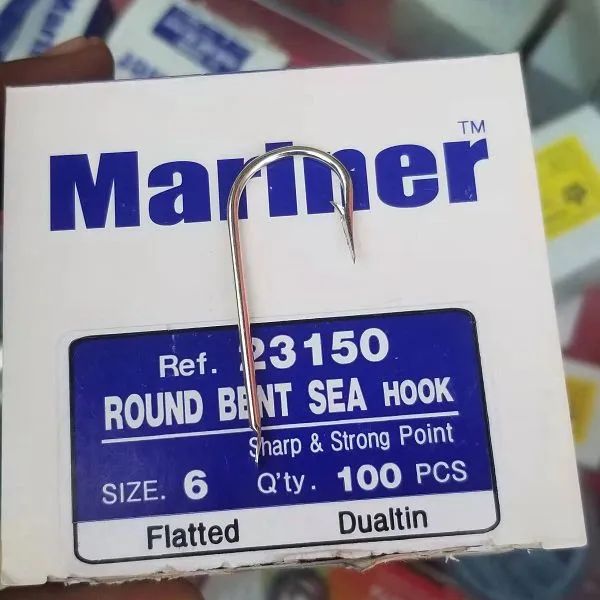 Mariner™
Ref. 23150
ROUND BENT SEA HOOK
Sharp & Strong Point
SIZE. 6 Q'ty. 100 PCS
Flatted Dualtin